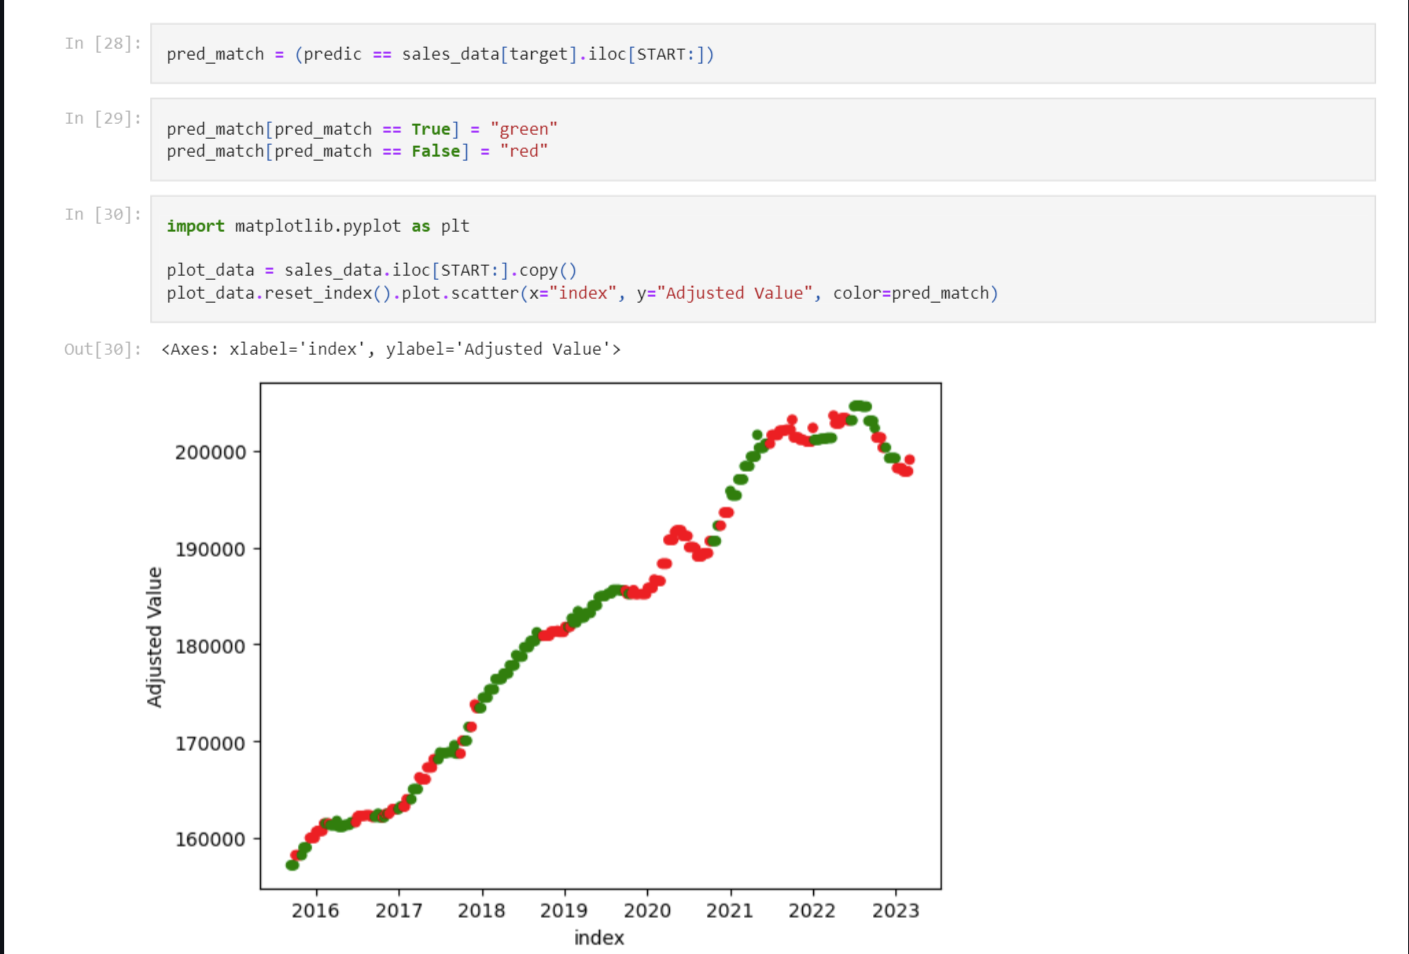 In [28]:
pred_match = (predic == sales_data[target].iloc[START:])
In [29]:
pred_match[pred_match == True] = "green"
pred_match[pred_match == False] = "red"
In [30]:
import matplotlib.pyplot as plt
plot_data = sales_data.iloc[START:].copy()
plot_data.reset_index().plot.scatter(x="index", y="Adjusted Value", color=pred_match)
Out[30]: <Axes: xlabel='index', ylabel='Adjusted Value'>
Adjusted Value
200000
190000
180000
170000
160000
2016 2017 2018 2019 2020 2021 2022 2023
index